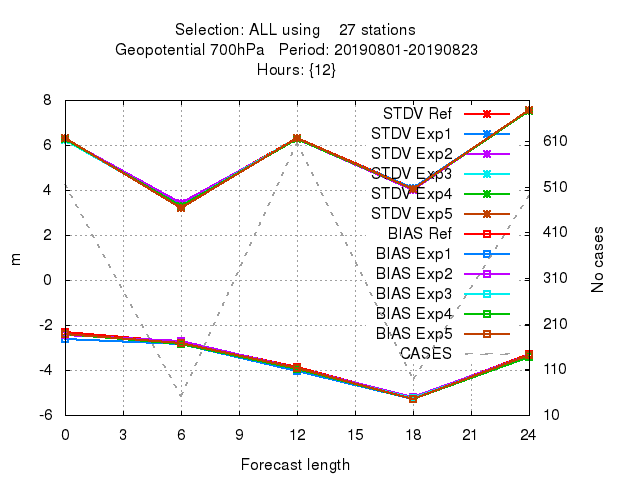 Selection: ALL using 27 stations
Geopotential 700hPa Period: 20190801-20190823
Hours: {12}
8
6
4
2
0
-2
-4
-6
m
0 3 6 9 12 15 18 21 24
Forecast length
610
510
410
310
210
110
10
No cases
STDV Ref
STDV Exp1
STDV Exp2
STDV Exp3
STDV Exp4
STDV Exp5
BIAS Ref
BIAS Exp1
BIAS Exp2
BIAS Exp3
BIAS Exp4
BIAS Exp5
CASES